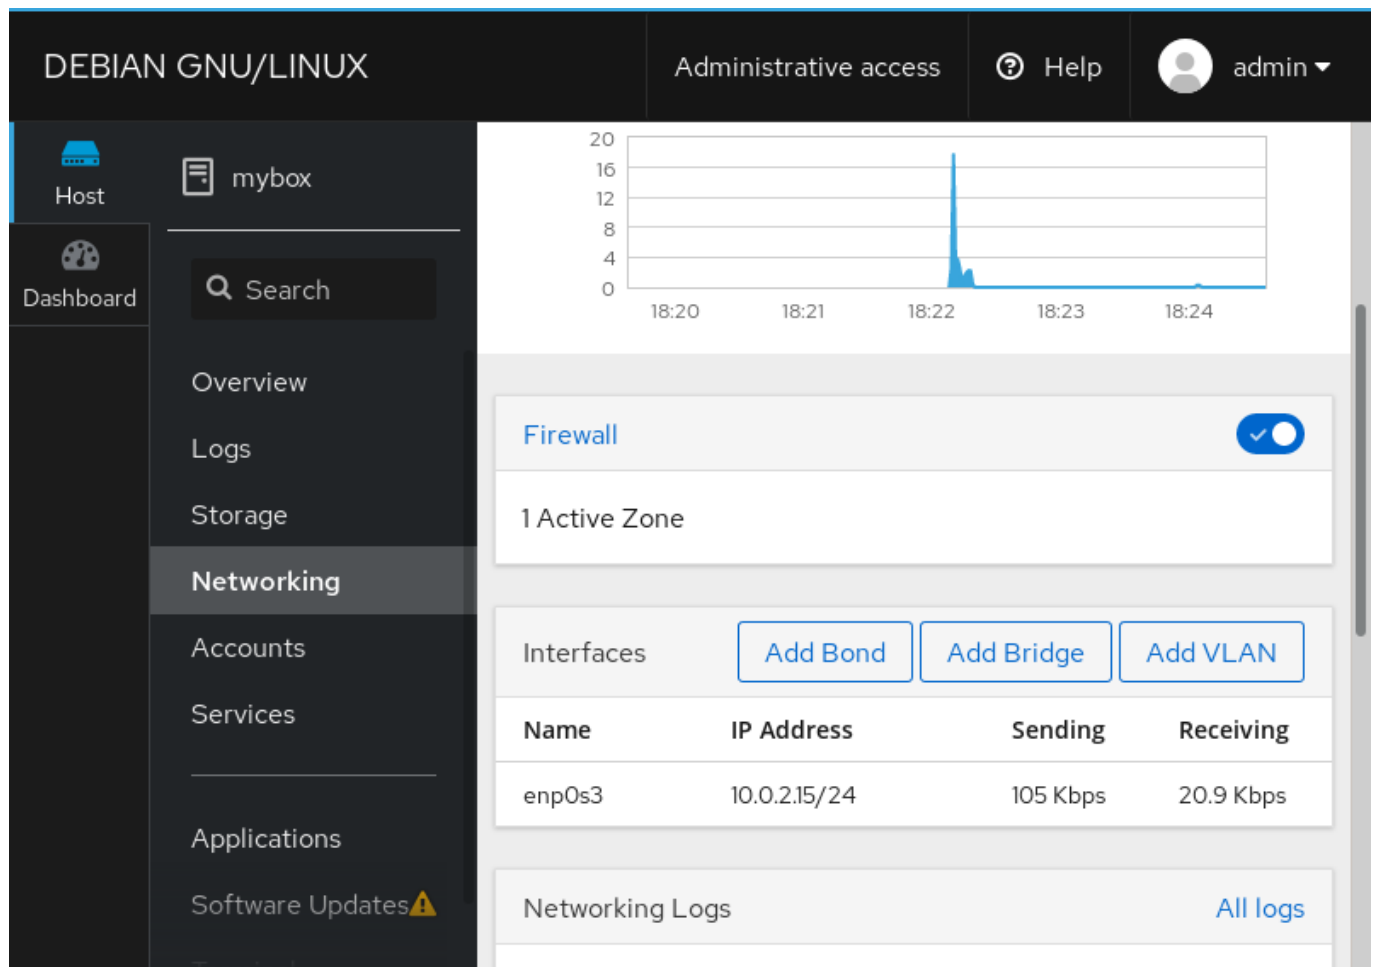 DEBIAN GNU/LINUX
Administrative access
Help
admin
Host
Dashboard
mybox
Search
Overview
Logs
Storage
Networking
Accounts
Services
Applications
Software Updates
20
16
12
8
4
0
18:20 18:21 18:22 18:23 18:24
Firewall
1 Active Zone
Interfaces Add Bond Add Bridge Add VLAN
Name IP Address Sending Receiving
enp0s3 10.0.2.15/24 105 Kbps 20.9 Kbps
Networking Logs All logs